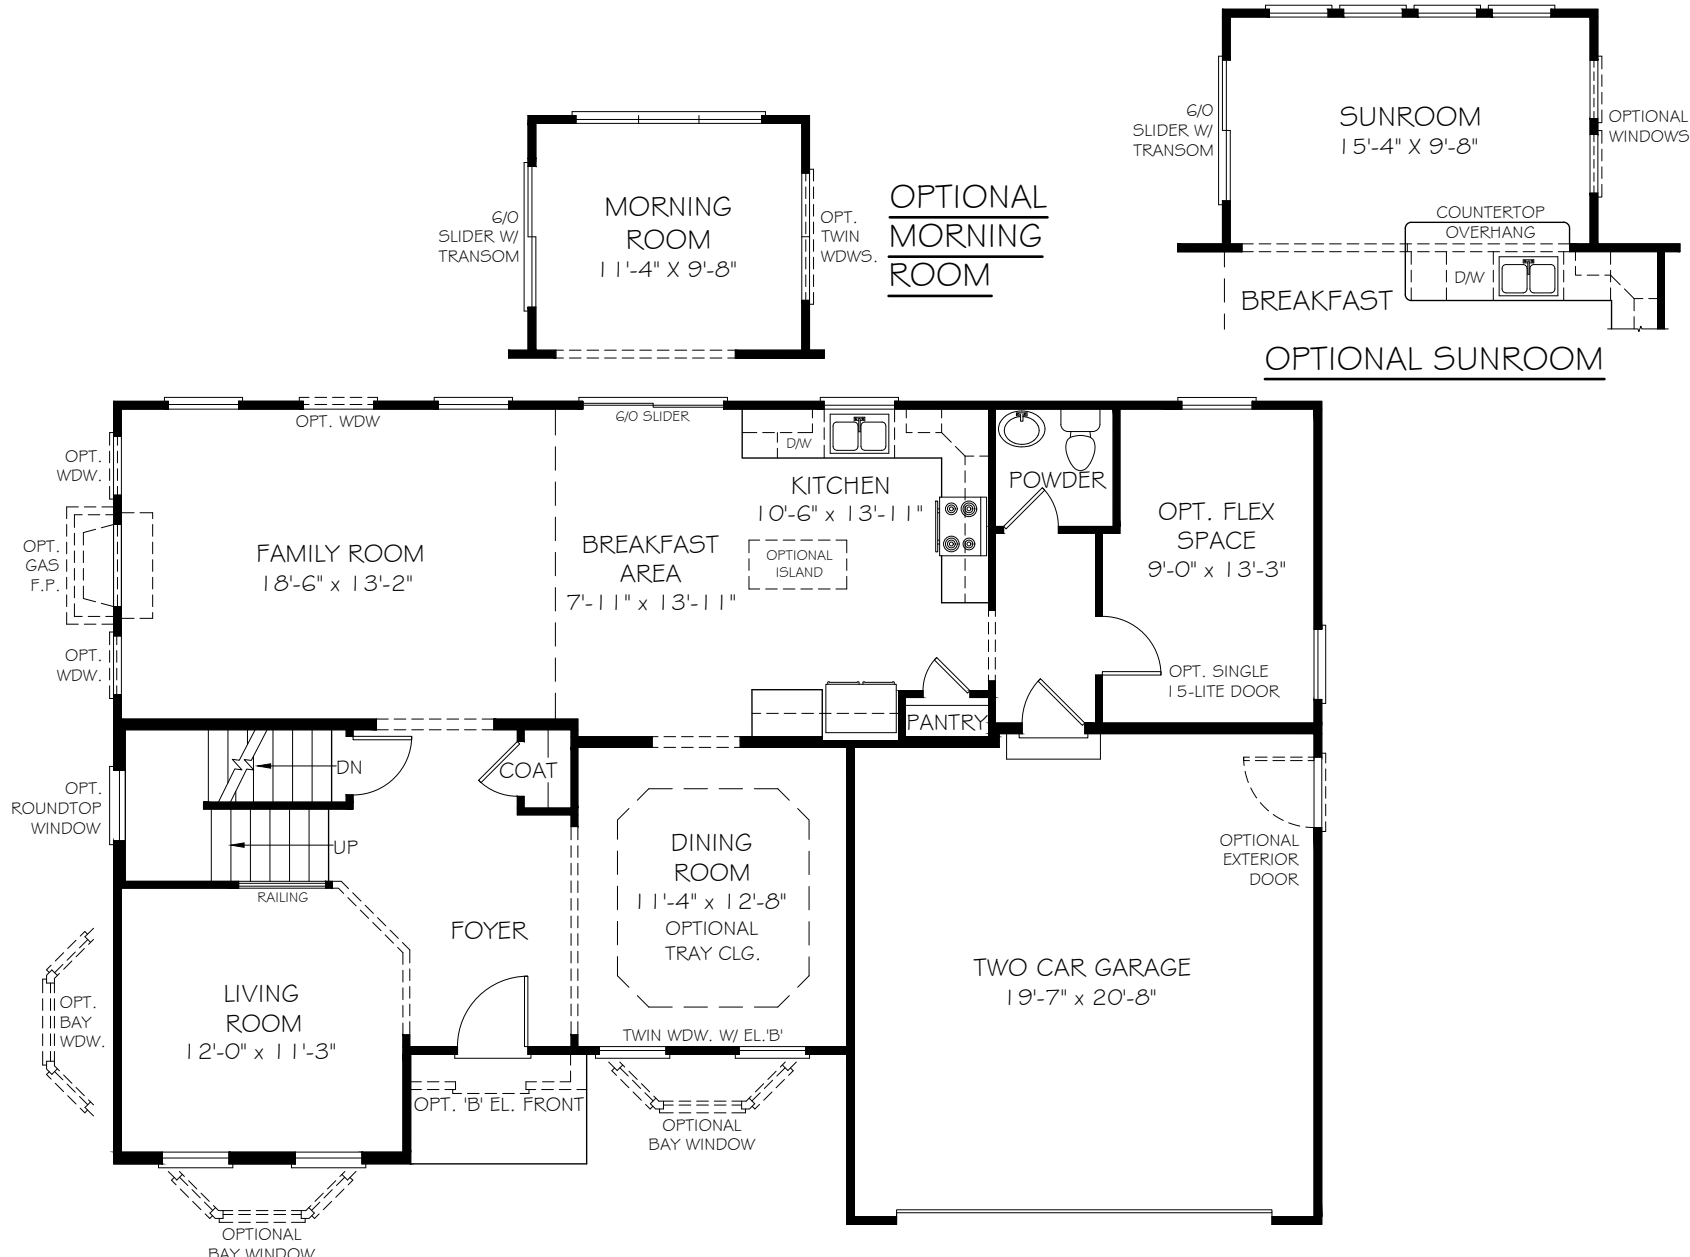 6/0
SLIDER W/
TRANSOM
SUNROOM
15'-4" X 9'-8"
OPTIONAL
WINDOWS
COUNTERTOP
OVERHANG
D/W
BREAKFAST
OPTIONAL SUNROOM
6/0
SLIDER W/
TRANSOM
MORNING
ROOM
11'-4" X 9'-8"
OPT.
TWIN
WDWS.
OPTIONAL
MORNING
ROOM
OPT. WDW
6/0 SLIDER
D/W
OPT.
WDW.
OPT.
GAS
F.P.
OPT.
WDW.
FAMILY ROOM
18'-6" x 13'-2"
BREAKFAST
AREA
7'-11" x 13'-11"
KITCHEN
10'-6" x 13'-11"
OPTIONAL
ISLAND
POWDER
OPT. FLEX
SPACE
9'-0" x 13'-3"
OPT. SINGLE
15-LITE DOOR
PANTRY
COAT
DN
UP
RAILING
OPT.
ROUNDTOP
WINDOW
FOYER
DINING
ROOM
11'-4" x 12'-8"
OPTIONAL
TRAY CLG.
TWIN WDW. W/ EL.'B'
OPTIONAL
EXTERIOR
DOOR
TWO CAR GARAGE
19'-7" x 20'-8"
OPT.
BAY
WDW.
LIVING
ROOM
12'-0" x 11'-3"
OPT. 'B' EL. FRONT
OPTIONAL
BAY WINDOW
OPTIONAL
BAY WINDOW